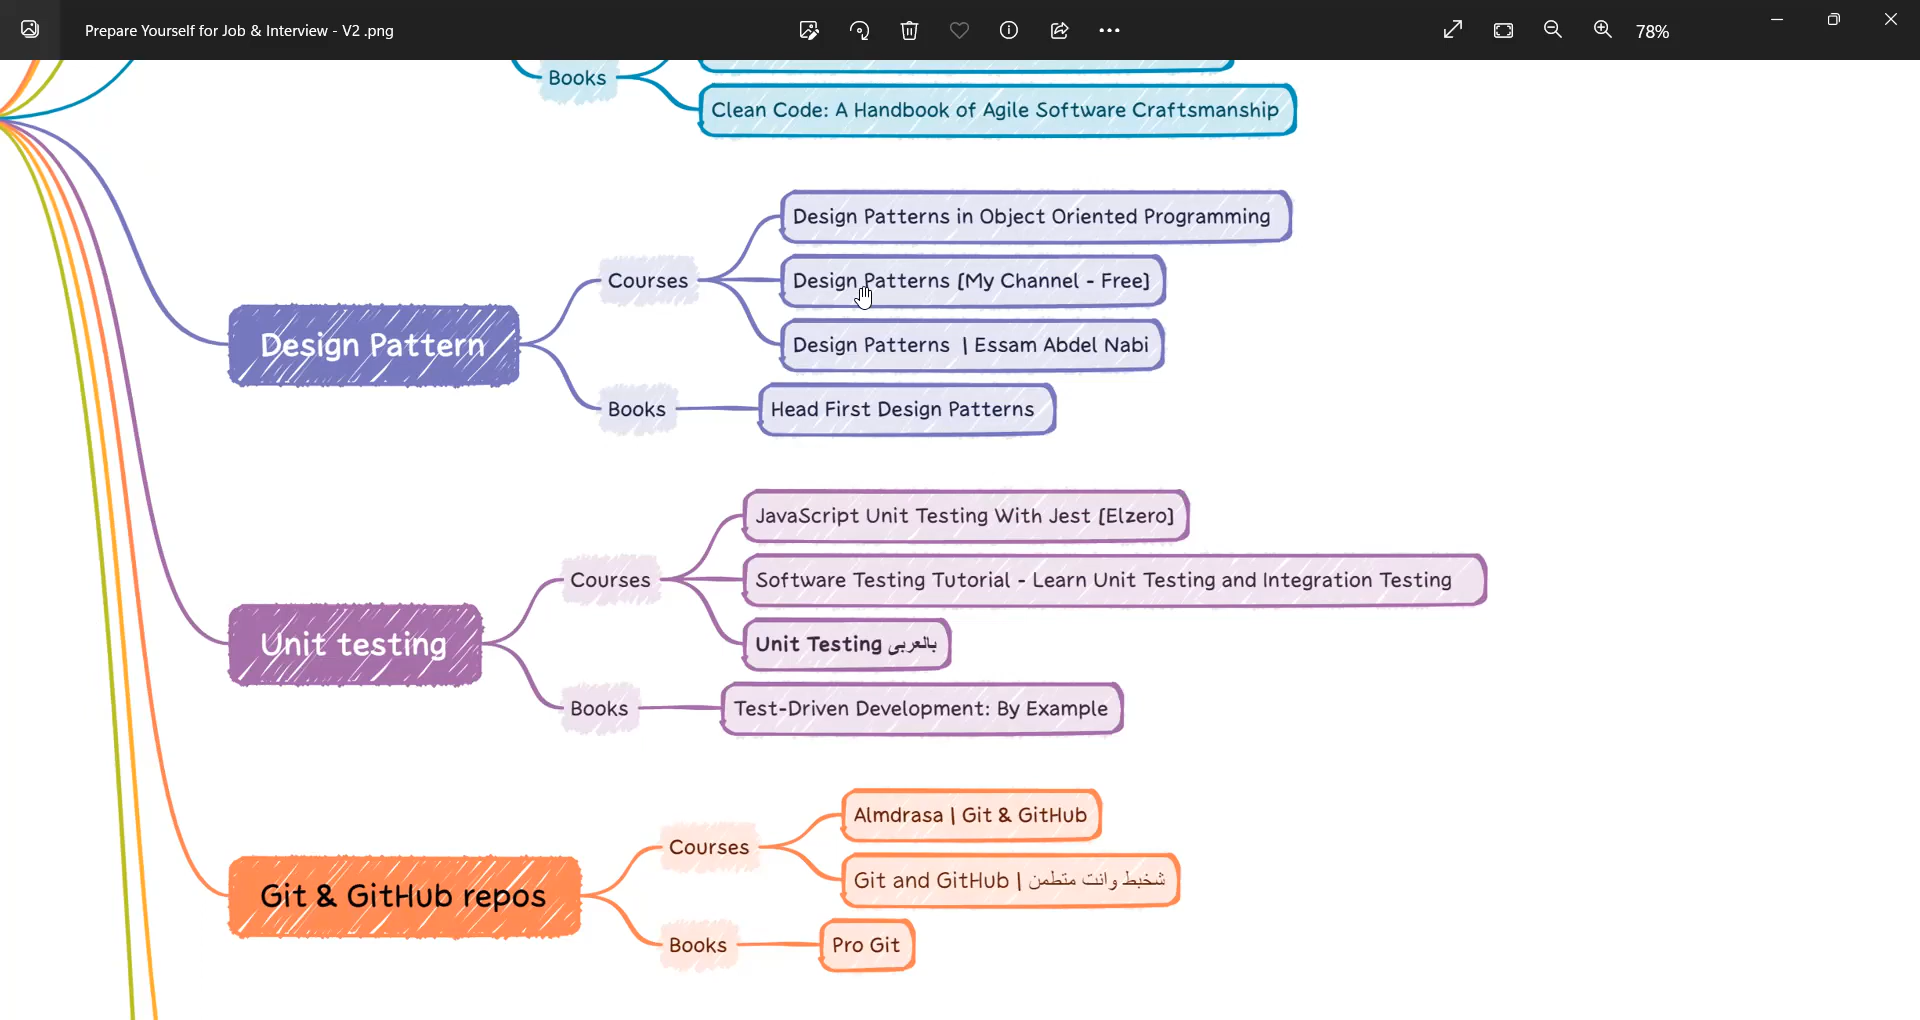 Prepare Yourself for Job & Interview - V2 .png
78%
Books
Clean Code: A Handbook of Agile Software Craftsmanship
Design Pattern
Courses
Design Patterns in Object Oriented Programming
Design Patterns [My Channel - Free]
Design Patterns | Essam Abdel Nabi
Books
Head First Design Patterns
Unit testing
Courses
JavaScript Unit Testing With Jest [Elzero]
Software Testing Tutorial - Learn Unit Testing and Integration Testing
Unit Testing بالعربى
Books
Test-Driven Development: By Example
Git & GitHub repos
Courses
Almdrasa | Git & GitHub
Git and GitHub | شخبط وانت متطمن
Books
Pro Git